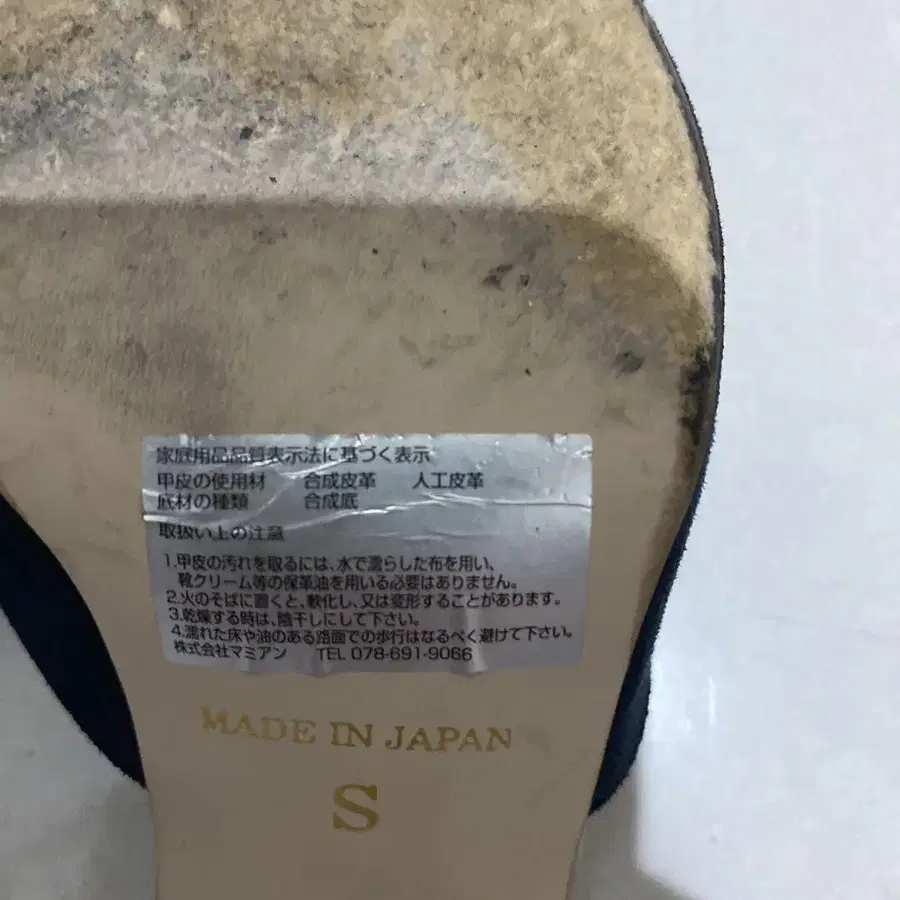 家庭用品品質表示法に基づく表示
甲皮の使用材 合成皮革 人工皮革
底材の種類 合成底
取扱い上の注意
1.甲皮の汚れを取るには、水で濡らした布を用い、
靴クリーム等の保革油を用いる必要はありません。
2.火のそばに置くと、軟化し、又は変形することがあります。
3.乾燥する時は、陰干しにして下さい。
4.濡れた床や油のある路面での歩行はなるべく避けて下さい。
株式会社マミアン TEL 078-691-9066
MADE IN JAPAN
S